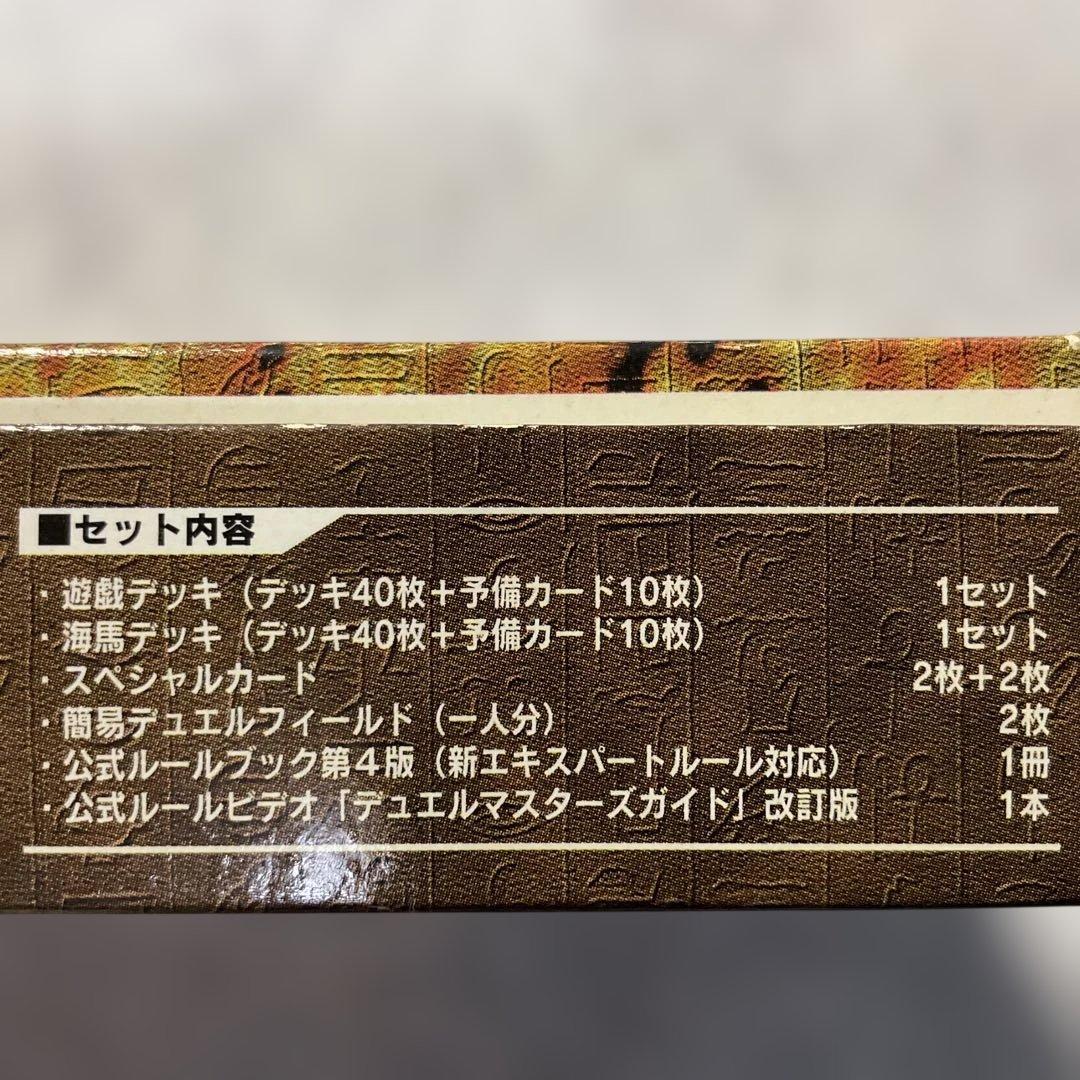 ■セット内容
・遊戯デッキ（デッキ40枚＋予備カード10枚） 1セット
・海馬デッキ（デッキ40枚＋予備カード10枚） 1セット
・スペシャルカード 2枚＋2枚
・簡易デュエルフィールド（一人分） 2枚
・公式ルールブック第4版（新エキスパートルール対応） 1冊
・公式ルールビデオ「デュエルマスターズガイド」改訂版 1本